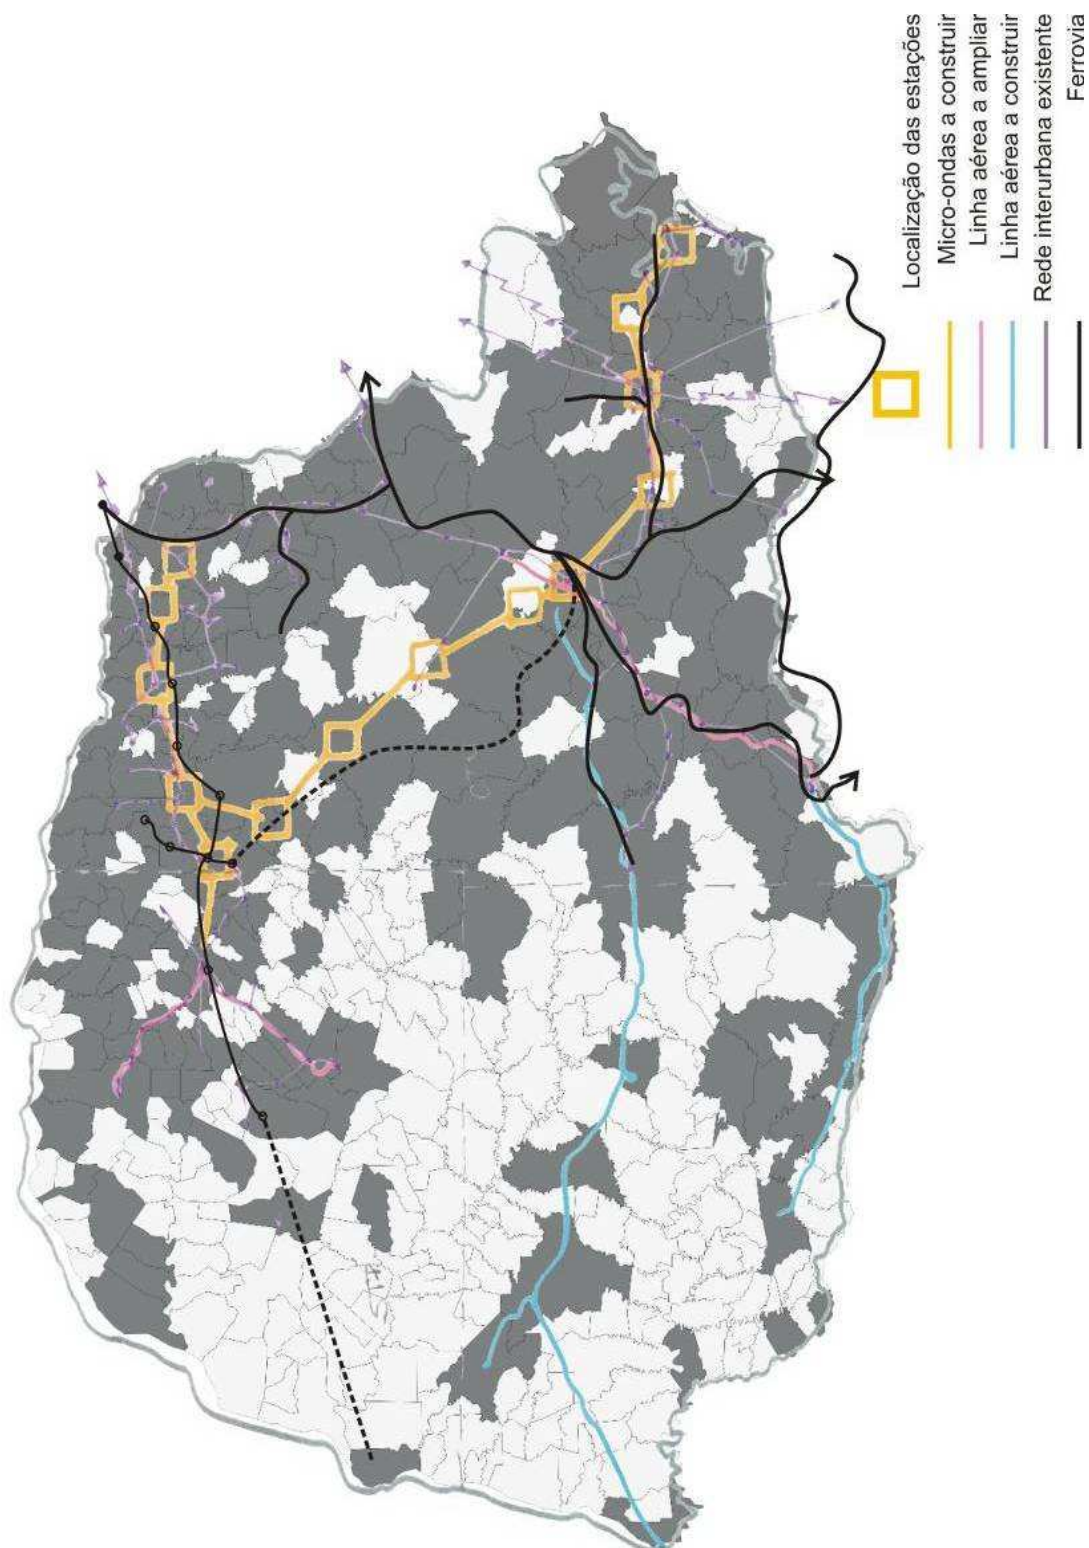 Localização das estações
Micro-ondas a construir
Linha aérea a ampliar
Linha aérea a construir
Rede interurbana existente
Ferrovia